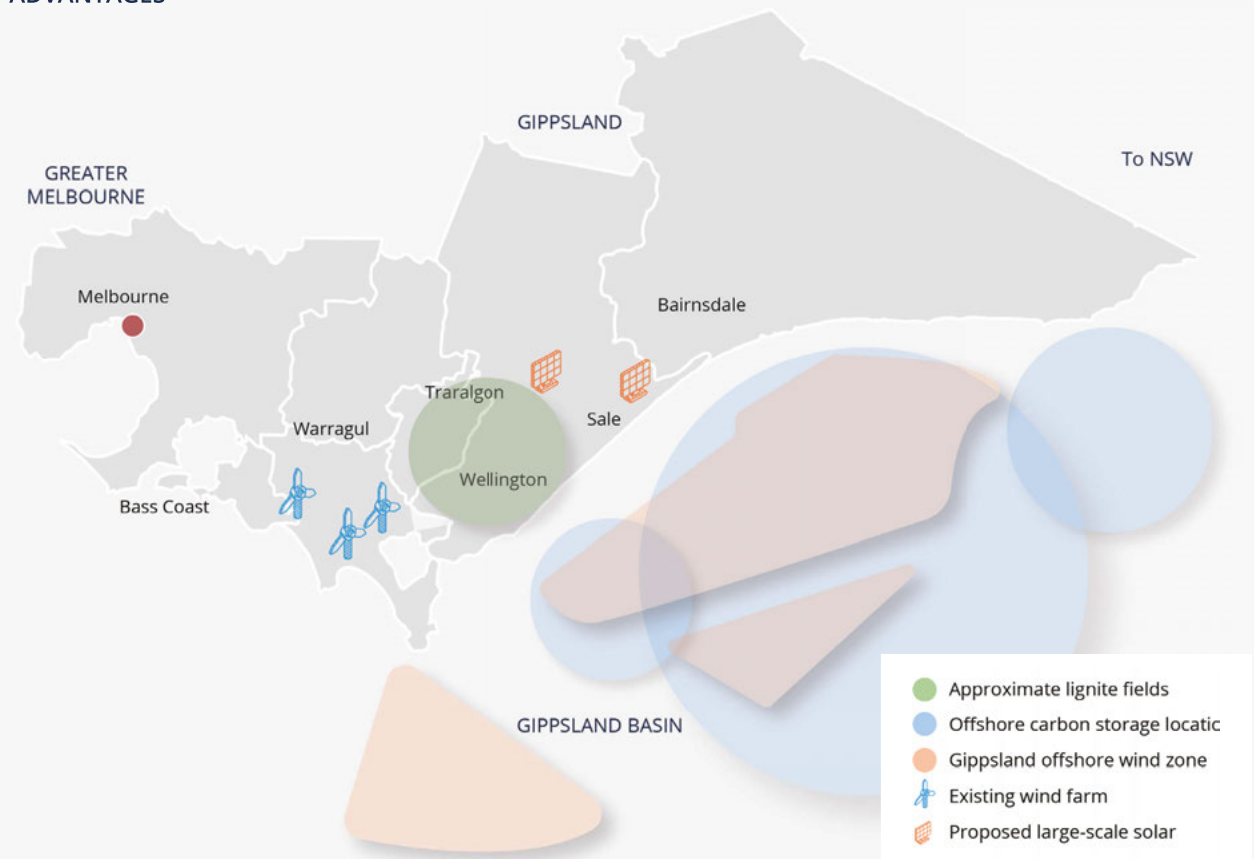 ADVANTAGES
GIPPSLAND
To NSW
GREATER
MELBOURNE
Melbourne
Bairnsdale
Traralgon
Sale
Warragul
Wellington
Bass Coast
GIPPSLAND BASIN
Approximate lignite fields
Offshore carbon storage locatic
Gippsland offshore wind zone
Existing wind farm
Proposed large-scale solar